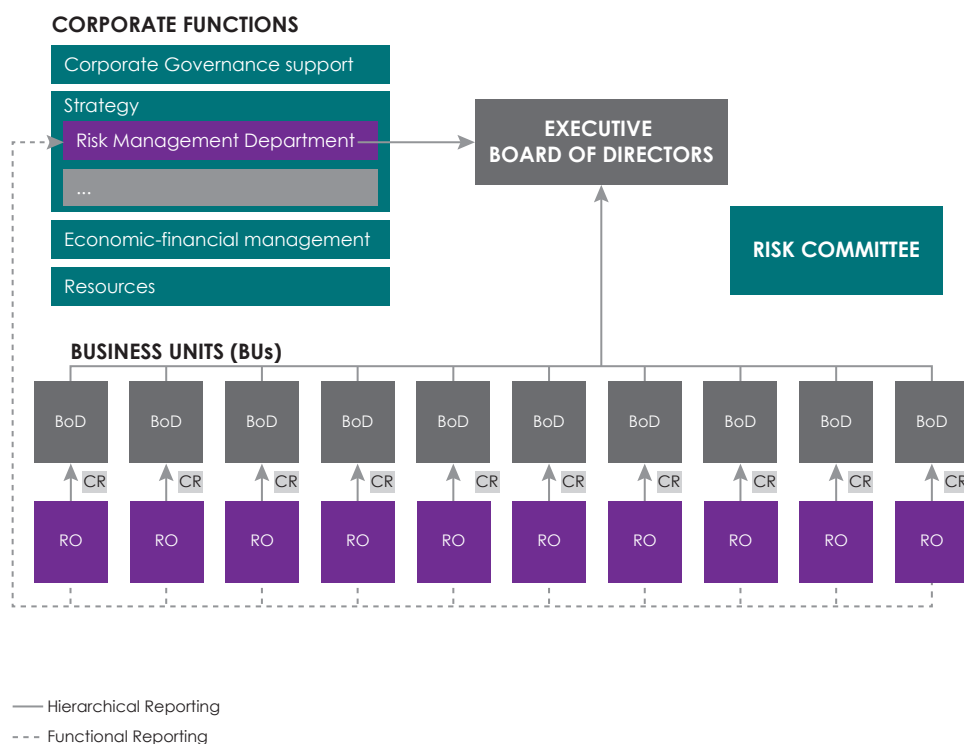 CORPORATE FUNCTIONS
Corporate Governance support
Strategy
Risk Management Department
...
Economic-financial management
Resources
EXECUTIVE
BOARD OF DIRECTORS
RISK COMMITTEE
BUSINESS UNITS (BUs)
BoD BoD BoD BoD BoD BoD BoD BoD BoD BoD
CR CR CR CR CR CR CR CR CR CR
RO RO RO RO RO RO RO RO RO RO
Hierarchical Reporting
Functional Reporting